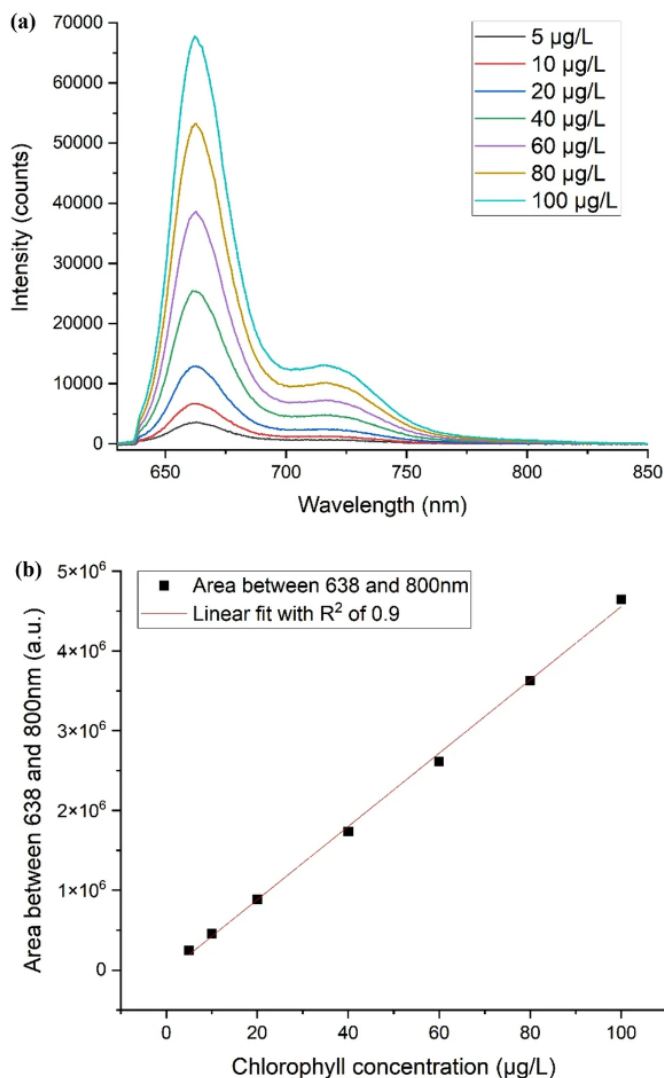 (a)
70000
60000
50000
40000
30000
20000
10000
0
Intensity (counts)
5 µg/L
10 µg/L
20 µg/L
40 µg/L
60 µg/L
80 µg/L
100 µg/L
650
700
750
800
850
Wavelength (nm)
(b)
5×10⁶
4×10⁶
3×10⁶
2×10⁶
1×10⁶
0
Area between 638 and 800nm (a.u.)
Area between 638 and 800nm
Linear fit with R² of 0.9
0
20
40
60
80
100
Chlorophyll concentration (µg/L)